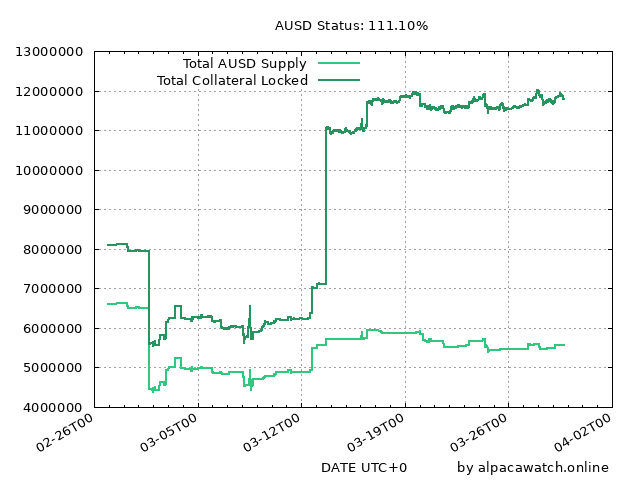 AUSD Status: 111.10%
Total AUSD Supply
Total Collateral Locked
13000000
12000000
11000000
10000000
9000000
8000000
7000000
6000000
5000000
4000000
02-26T00
03-05T00
03-12T00
03-19T00
03-26T00
04-02T00
DATE UTC+0
by alpacawatch.online